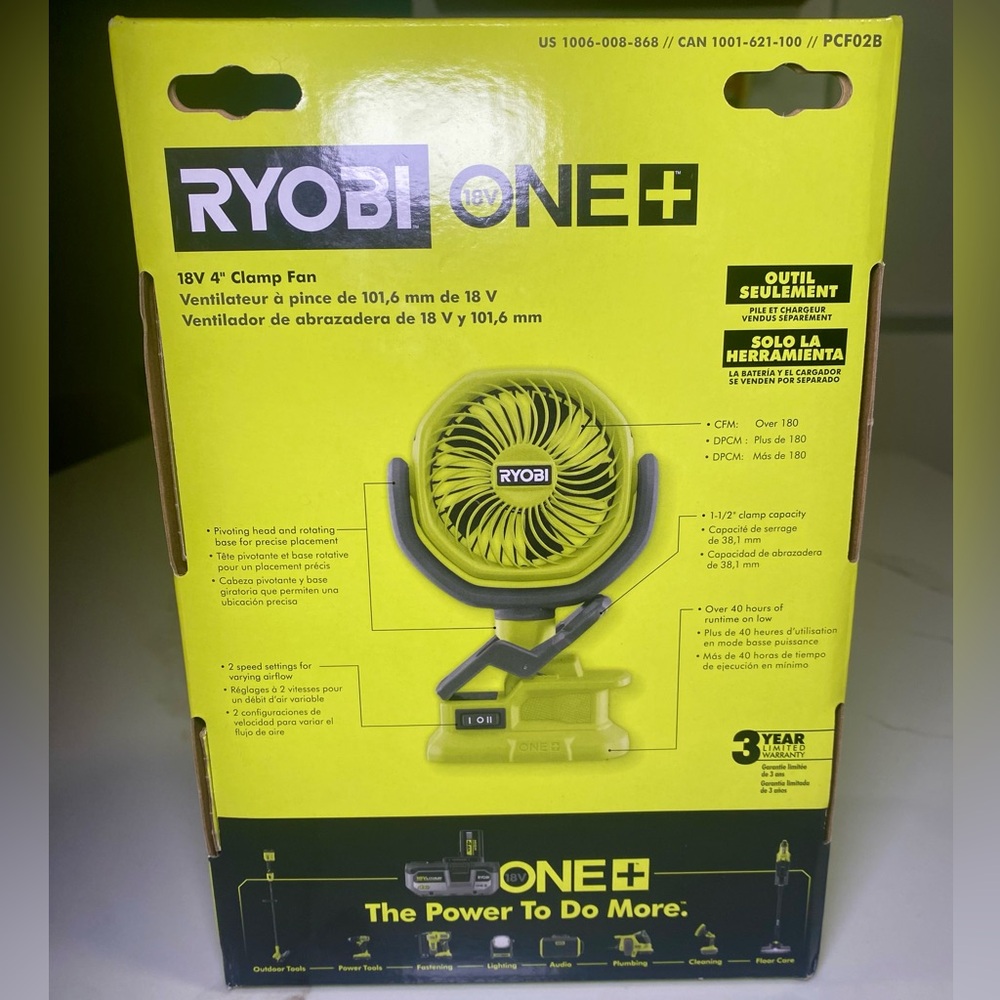 US 1006-008-868 // CAN 1001-621-100 // PCF02B
RYOBI 18V ONE+™
18V 4" Clamp Fan
Ventilateur à pince de 101,6 mm de 18 V
Ventilador de abrazadera de 18 V y 101,6 mm
OUTIL
SEULEMENT
PILE ET CHARGEUR
VENDUS SÉPARÉMENT
SOLO LA
HERRAMIENTA
LA BATERÍA Y EL CARGADOR
SE VENDEN POR SEPARADO
• CFM: Over 180
• DPCM : Plus de 180
• DPCM: Más de 180
RYOBI
• 1-1/2" clamp capacity
• Capacité de serrage
de 38,1 mm
• Capacidad de abrazadera
de 38,1 mm
• Pivoting head and rotating
base for precise placement
• Tête pivotante et base rotative
pour un placement précis
• Cabeza pivotante y base
giratoria que permiten una
ubicación precisa
• Over 40 hours of
runtime on low
• Plus de 40 heures d'utilisation
en mode basse puissance
• Más de 40 horas de tiempo
de ejecución en mínimo
• 2 speed settings for
varying airflow
• Réglages à 2 vitesses pour
un débit d'air variable
• 2 configuraciones de
velocidad para variar el
flujo de aire
I O II
ONE+
3 YEAR
LIMITED
WARRANTY
Garantie limitée
de 3 ans
Garantía limitada
de 3 años
18V ONE+
The Power To Do More.™
Outdoor Tools
Power Tools
Fastening
Lighting
Audio
Plumbing
Cleaning
Floor Care